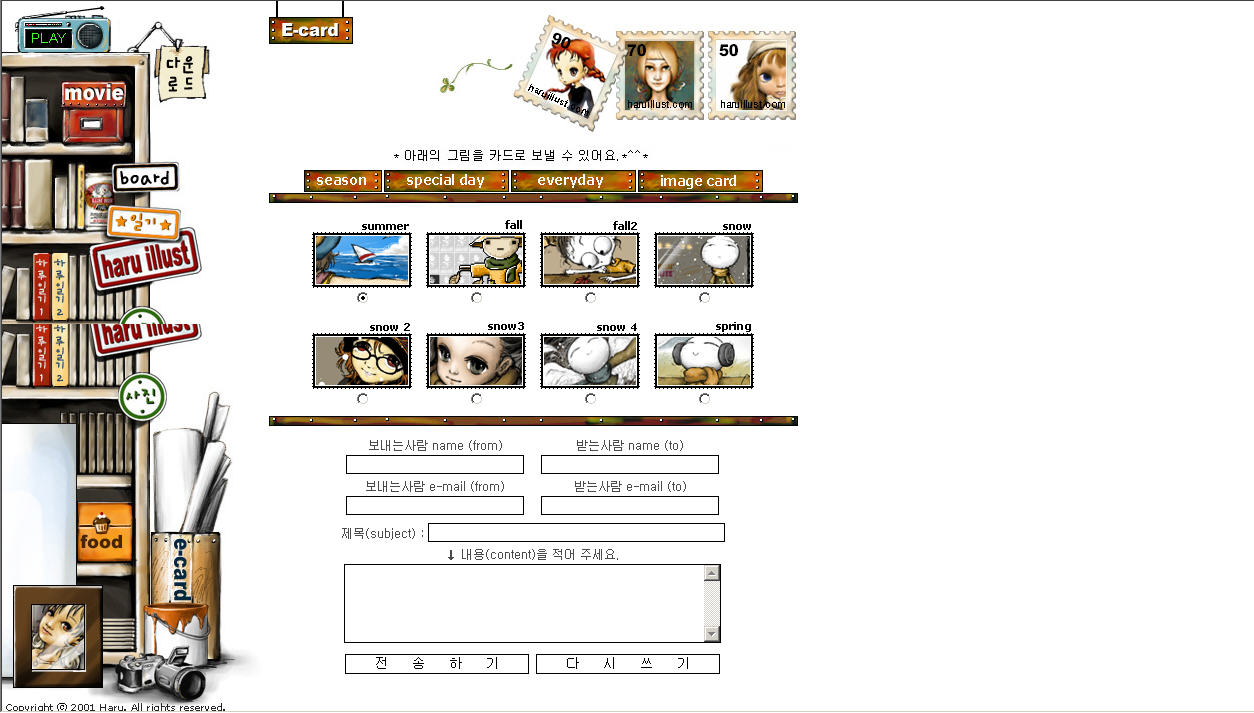 PLAY
다운
로드
movie
board
일기
haru illust
하루일기 1
하루일기 2
haru illust
하루일기 1
하루일기 2
사진
food
e-card
Copyright ⓒ 2001 Haru. All rights reserved.
E-card
90
haruillust.com
70
haruillust.com
50
haruillust.com
* 아래의 그림을 카드로 보낼 수 있어요.*^^*
season special day everyday image card
summer fall fall2 snow
snow 2 snow3 snow 4 spring
보내는사람 name (from) 받는사람 name (to)
보내는사람 e-mail (from) 받는사람 e-mail (to)
제목(subject) :
↓ 내용(content)을 적어 주세요.
전 송 하 기 다 시 쓰 기